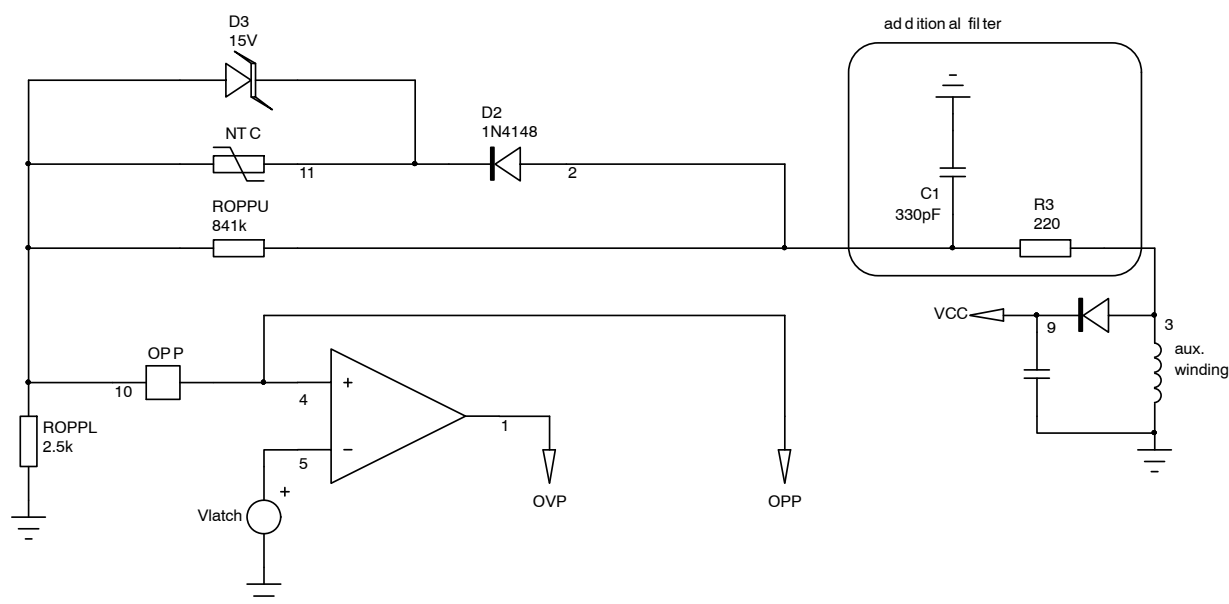 additional filter
D3
15V
D2
1N4148
NTC
11
2
C1
330pF
R3
220
ROPPU
841k
VCC
9
3
aux.
winding
OPP
10
+
4
1
ROPPL
2.5k
5
−
+
Vlatch
OVP
OPP